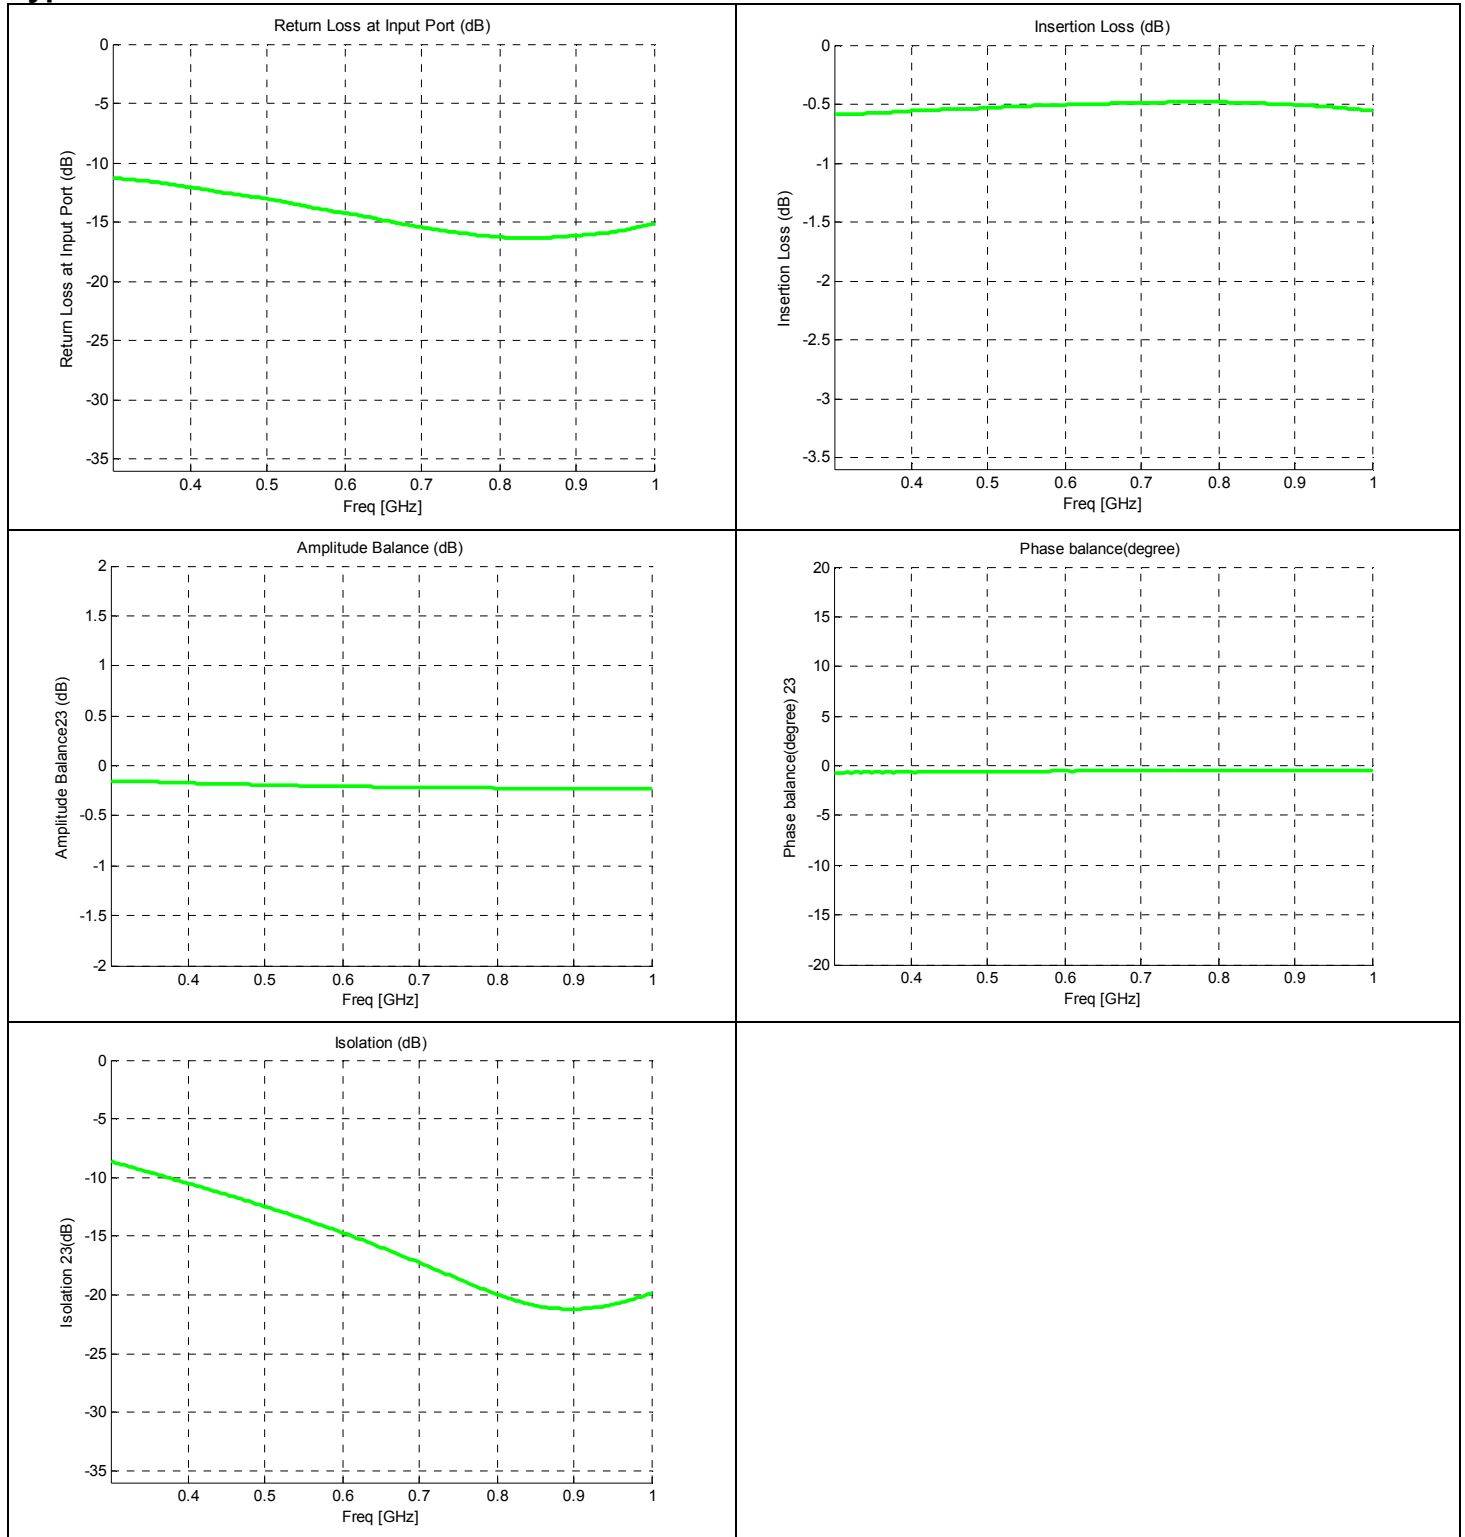 Return Loss at Input Port (dB)
0
-5
-10
-15
-20
-25
-30
-35
Return Loss at Input Port (dB)
0.4 0.5 0.6 0.7 0.8 0.9 1
Freq [GHz]
Insertion Loss (dB)
0
-0.5
-1
-1.5
-2
-2.5
-3
-3.5
Insertion Loss (dB)
0.4 0.5 0.6 0.7 0.8 0.9 1
Freq [GHz]
Amplitude Balance (dB)
2
1.5
1
0.5
0
-0.5
-1
-1.5
-2
Amplitude Balance23 (dB)
0.4 0.5 0.6 0.7 0.8 0.9 1
Freq [GHz]
Phase balance(degree)
20
15
10
5
0
-5
-10
-15
-20
Phase balance(degree) 23
0.4 0.5 0.6 0.7 0.8 0.9 1
Freq [GHz]
Isolation (dB)
0
-5
-10
-15
-20
-25
-30
-35
Isolation 23(dB)
0.4 0.5 0.6 0.7 0.8 0.9 1
Freq [GHz]